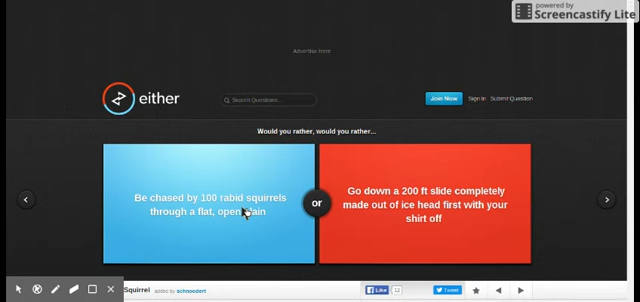 powered by
Screencastify Lite
Advertise Here
either
Search Questions...
Join Now
Sign In
Submit Question
Would you rather, would you rather...
Be chased by 100 rabid squirrels
through a flat, open plain
or
Go down a 200 ft slide completely
made out of ice head first with your
shirt off
Squirrel added by schnoodert
Like
12
Tweet